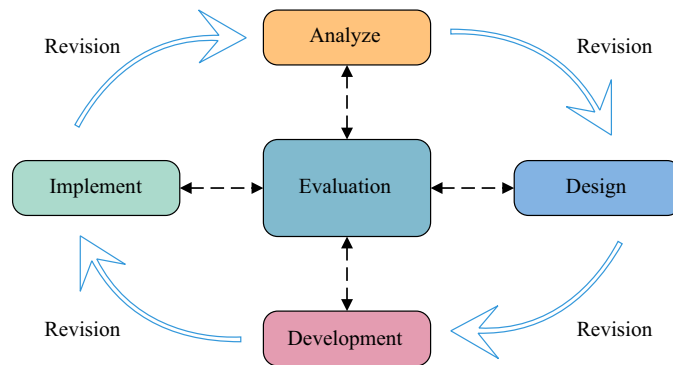 Revision
Analyze
Revision
Implement
Evaluation
Design
Revision
Development
Revision